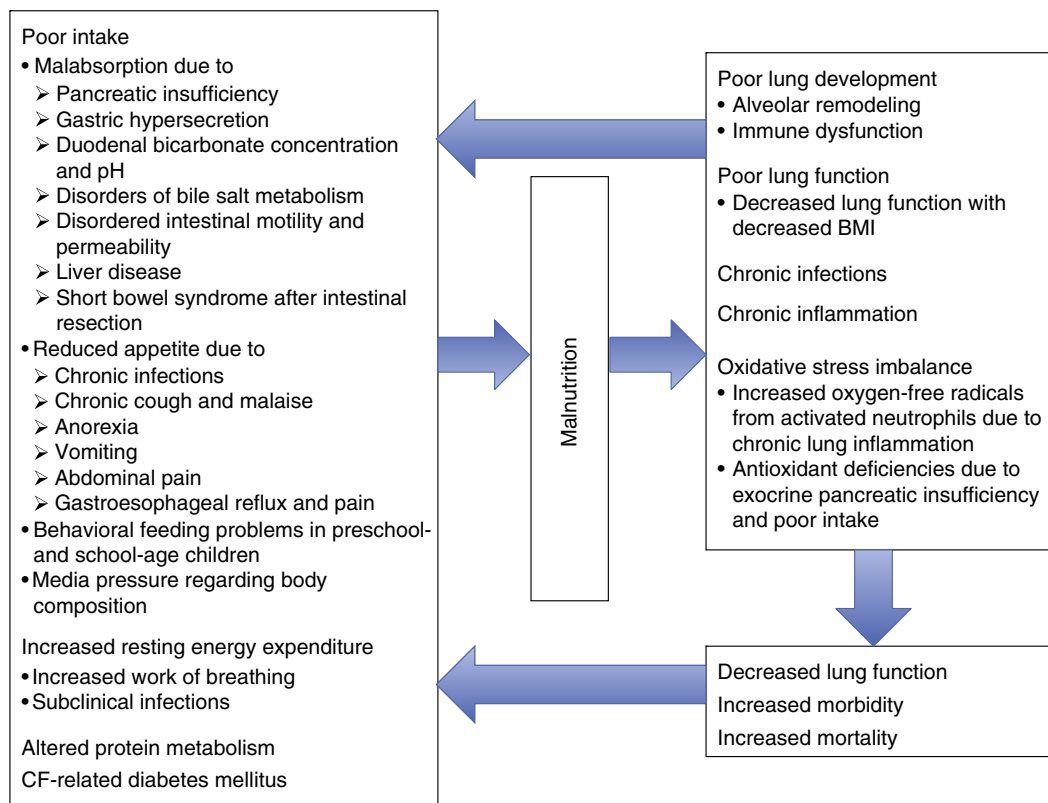 Poor intake
• Malabsorption due to
➢ Pancreatic insufficiency
➢ Gastric hypersecretion
➢ Duodenal bicarbonate concentration
and pH
➢ Disorders of bile salt metabolism
➢ Disordered intestinal motility and
permeability
➢ Liver disease
➢ Short bowel syndrome after intestinal
resection
• Reduced appetite due to
➢ Chronic infections
➢ Chronic cough and malaise
➢ Anorexia
➢ Vomiting
➢ Abdominal pain
➢ Gastroesophageal reflux and pain
• Behavioral feeding problems in preschool-
and school-age children
• Media pressure regarding body
composition
Increased resting energy expenditure
• Increased work of breathing
• Subclinical infections
Altered protein metabolism
CF-related diabetes mellitus
Malnutrition
Poor lung development
• Alveolar remodeling
• Immune dysfunction
Poor lung function
• Decreased lung function with
decreased BMI
Chronic infections
Chronic inflammation
Oxidative stress imbalance
• Increased oxygen-free radicals
from activated neutrophils due to
chronic lung inflammation
• Antioxidant deficiencies due to
exocrine pancreatic insufficiency
and poor intake
Decreased lung function
Increased morbidity
Increased mortality